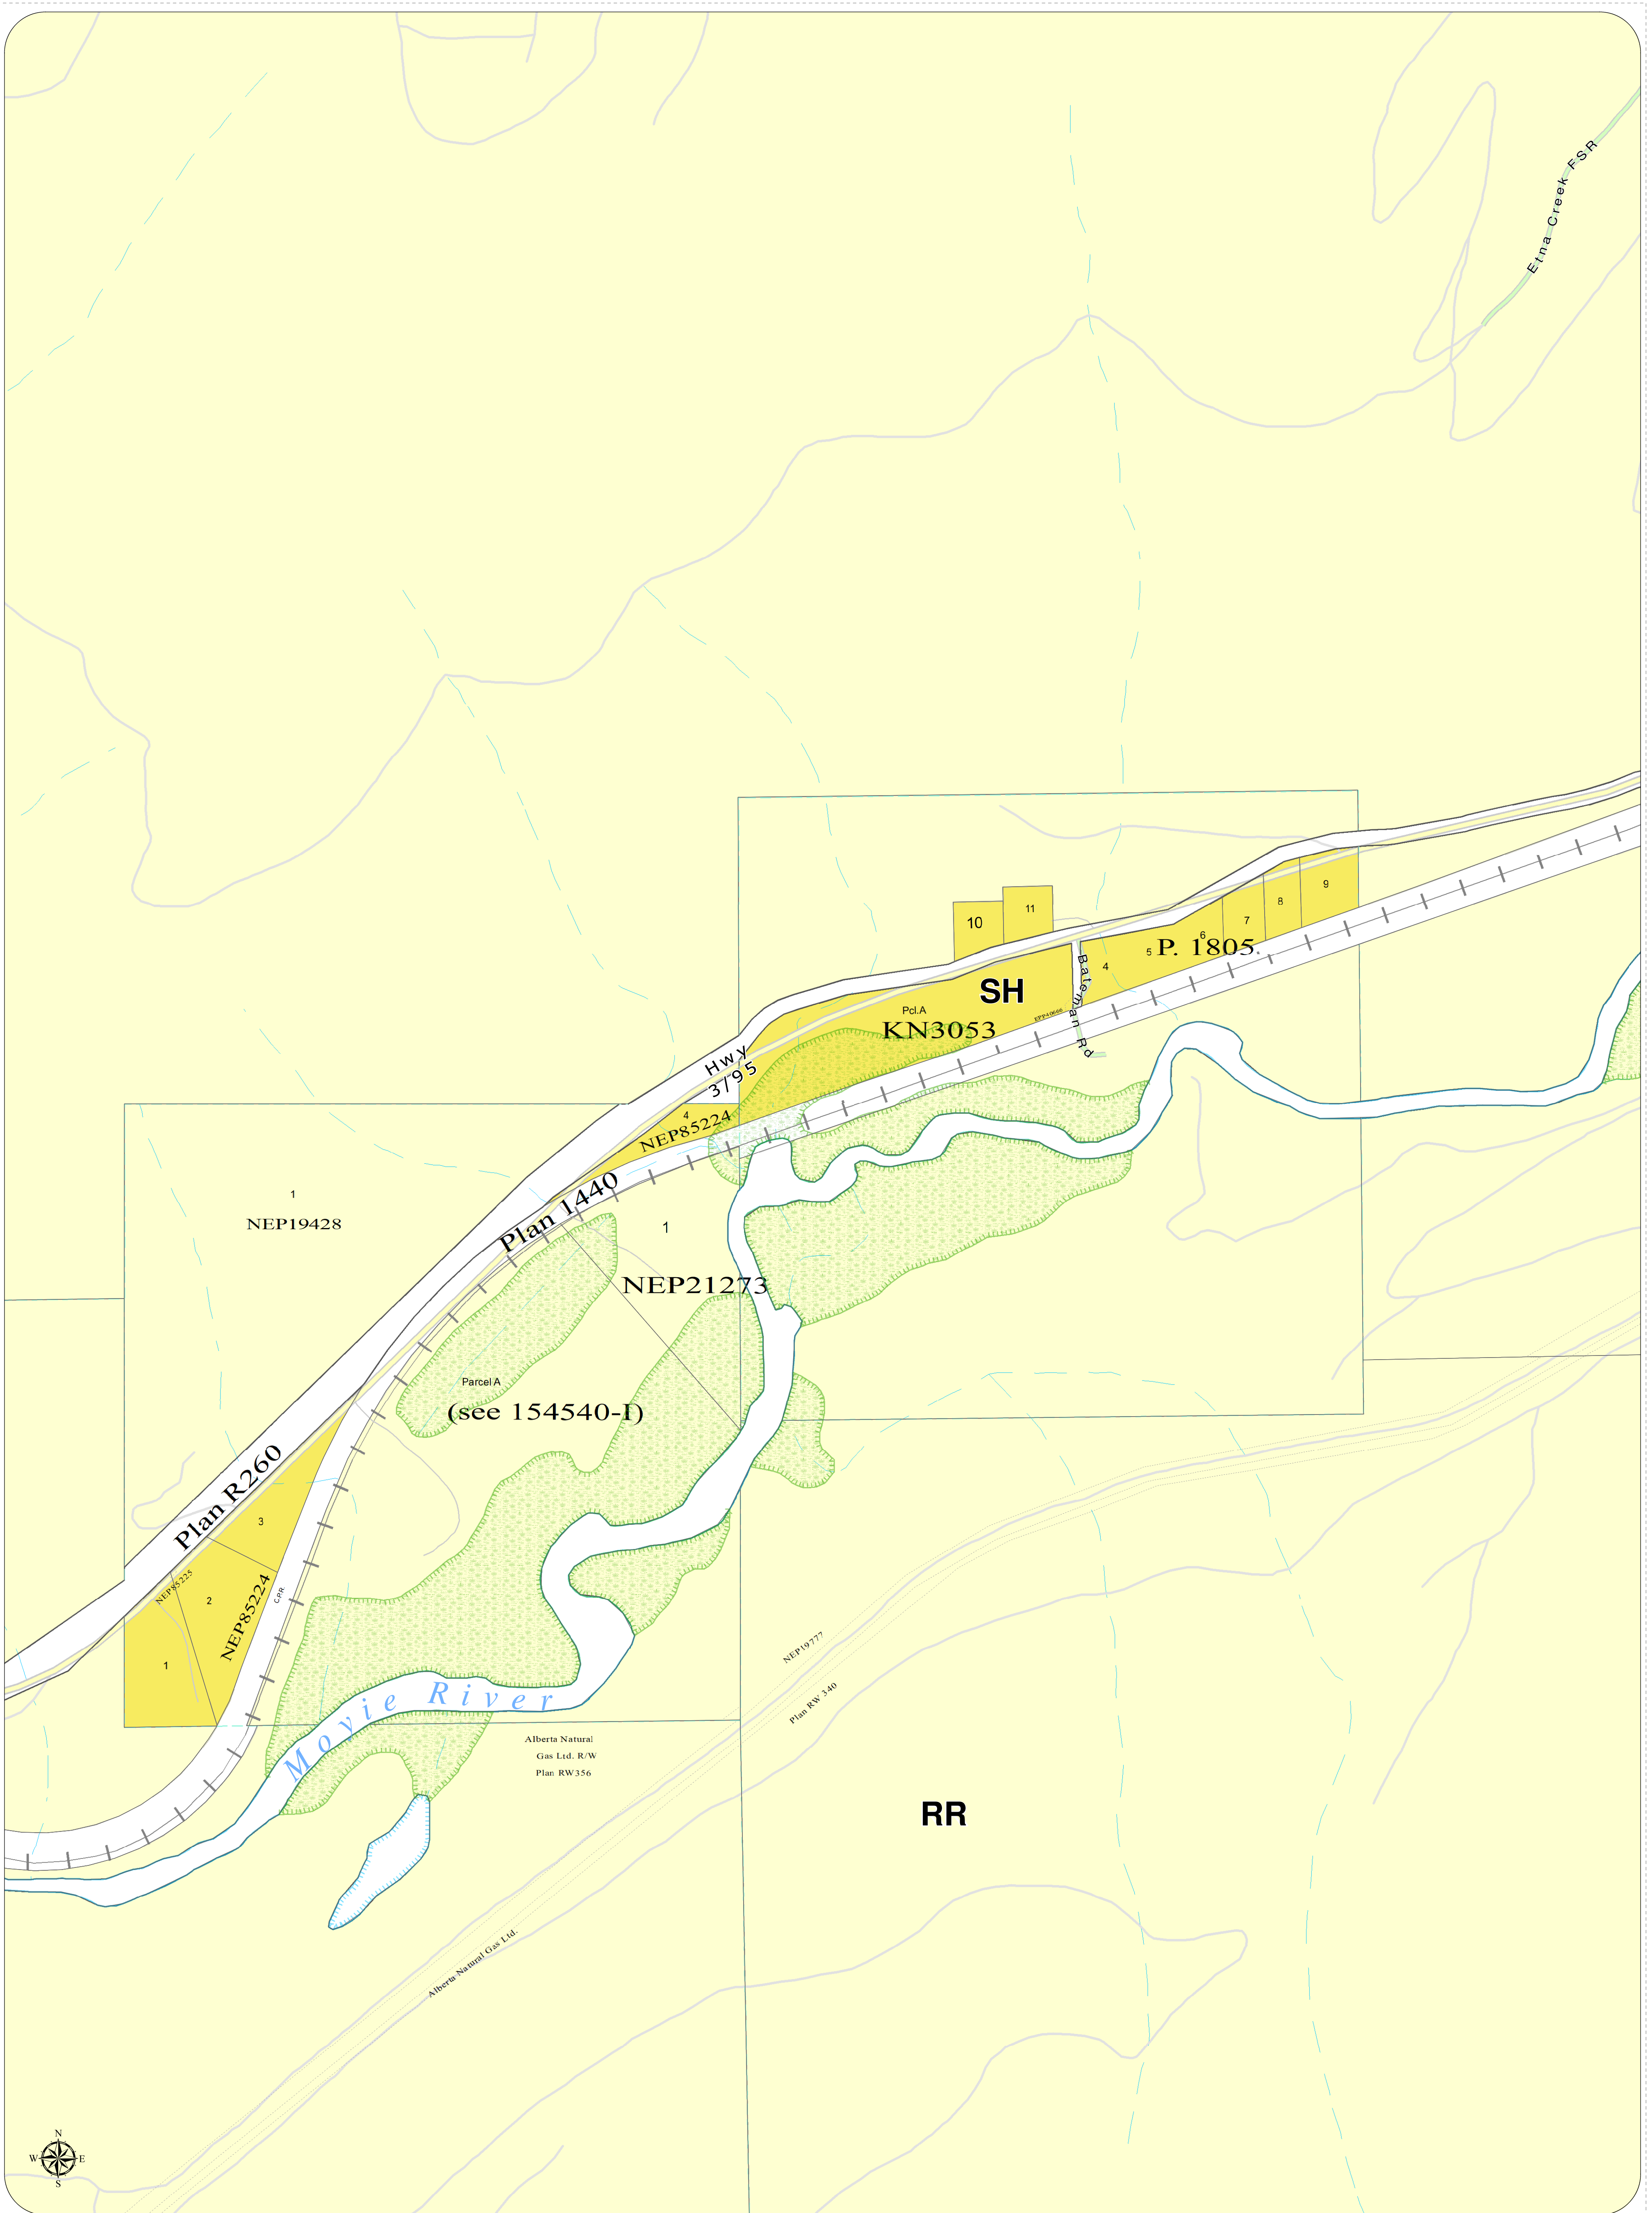 Etna Creek FSR
9
8
7
11
10
6
P. 1805
5
4
Bateman Rd
SH
Pcl.A
KN3053
EPP40666
Hwy
3/95
4
NEP85224
Plan 1440
1
NEP19428
1
NEP21273
Parcel A
(see 154540-I)
Plan R260
3
NEP85225
2
NEP85224
C.P.R
1
Moyie River
NEP19777
Plan RW 340
Alberta Natural
Gas Ltd. R/W
Plan RW356
RR
Alberta Natural Gas Ltd.
N
W
E
S